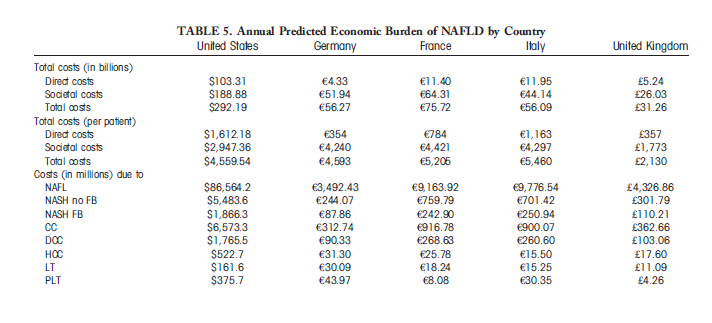 TABLE 5. Annual Predicted Economic Burden of NAFLD by Country
United States Germany France Italy United Kingdom
Total costs (in billions)
Direct costs $103.31 €4.33 €11.40 €11.95 £5.24
Societal costs $188.88 €51.94 €64.31 €44.14 £26.03
Total costs $292.19 €56.27 €75.72 €56.09 £31.26
Total costs (per patient)
Direct costs $1,612.18 €354 €784 €1,163 £357
Societal costs $2,947.36 €4,240 €4,421 €4,297 £1,773
Total costs $4,559.54 €4,593 €5,205 €5,460 £2,130
Costs (in millions) due to
NAFL $86,564.2 €3,492.43 €9,163.92 €9,776.54 £4,326.86
NASH no FB $5,483.6 €244.07 €759.79 €701.42 £301.79
NASH FB $1,866.3 €87.86 €242.90 €250.94 £110.21
CC $6,573.3 €312.74 €916.78 €900.07 £362.66
DCC $1,765.5 €90.33 €268.63 €260.60 £103.06
HCC $522.7 €31.30 €25.78 €15.50 £17.60
LT $161.6 €30.09 €18.24 €15.25 £11.09
PLT $375.7 €43.97 €8.08 €30.35 £4.26